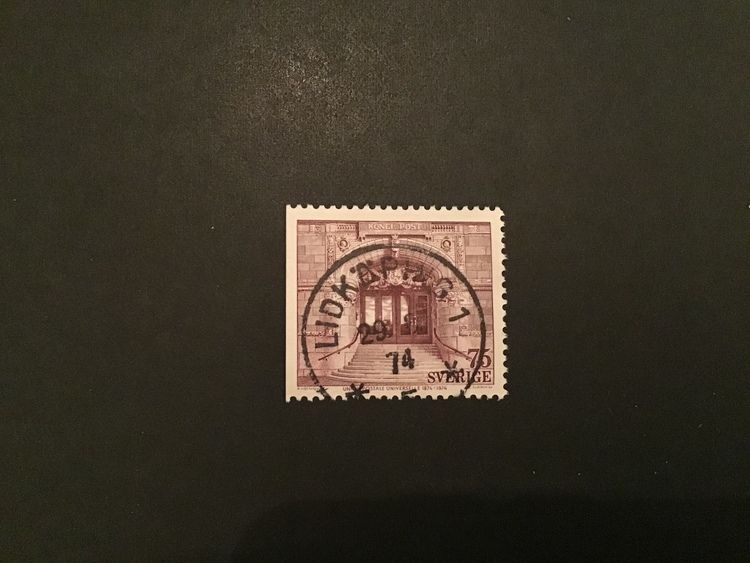 KONGL POST
LIDKÖPING 1
29.
74
75
SVERIGE
UNION POSTALE UNIVERSELLE 1874-1974